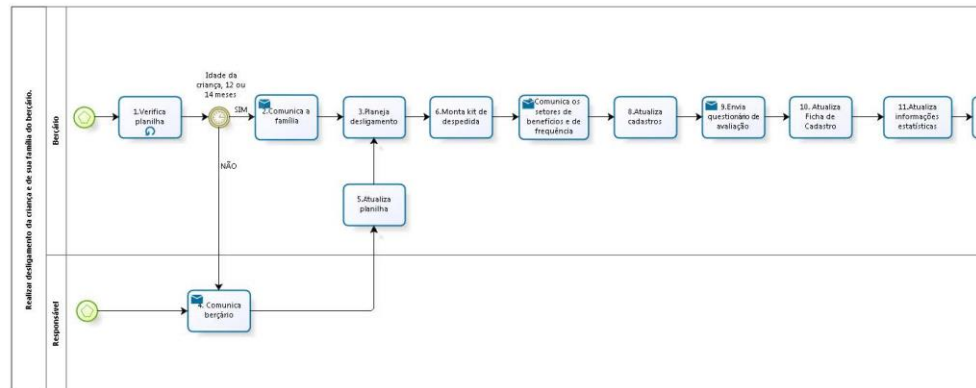 Realizar desligamento da criança e de sua família do berçário.
Berçário
Responsável
1.Verifica
planilha
Idade da
criança, 12 ou
14 meses
SIM
NÃO
2.Comunica a
família
3.Planeja
desligamento
6.Monta kit de
despedida
Comunica os
setores de
benefícios e de
frequência
8.Atualiza
cadastros
9.Envia
questionário de
avaliação
10. Atualiza
Ficha de
Cadastro
11.Atualiza
informações
estatísticas
5.Atualiza
planilha
4. Comunica
berçário